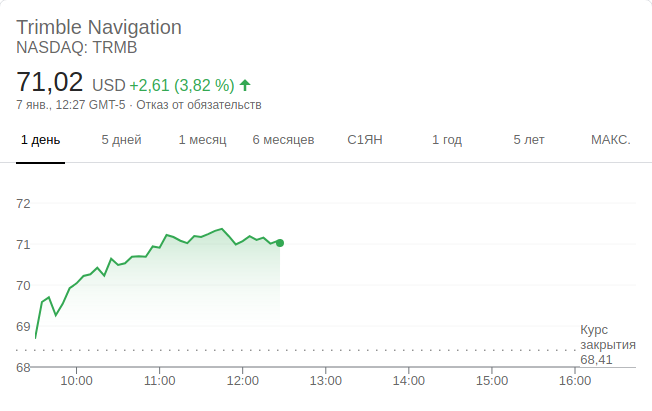 Trimble Navigation
NASDAQ: TRMB
71,02 USD +2,61 (3,82 %)
7 янв., 12:27 GMT-5 · Отказ от обязательств
1 день 5 дней 1 месяц 6 месяцев С1ЯН 1 год 5 лет МАКС.
72
71
70
69
Курс
закрытия
68,41
68
10:00 11:00 12:00 13:00 14:00 15:00 16:00